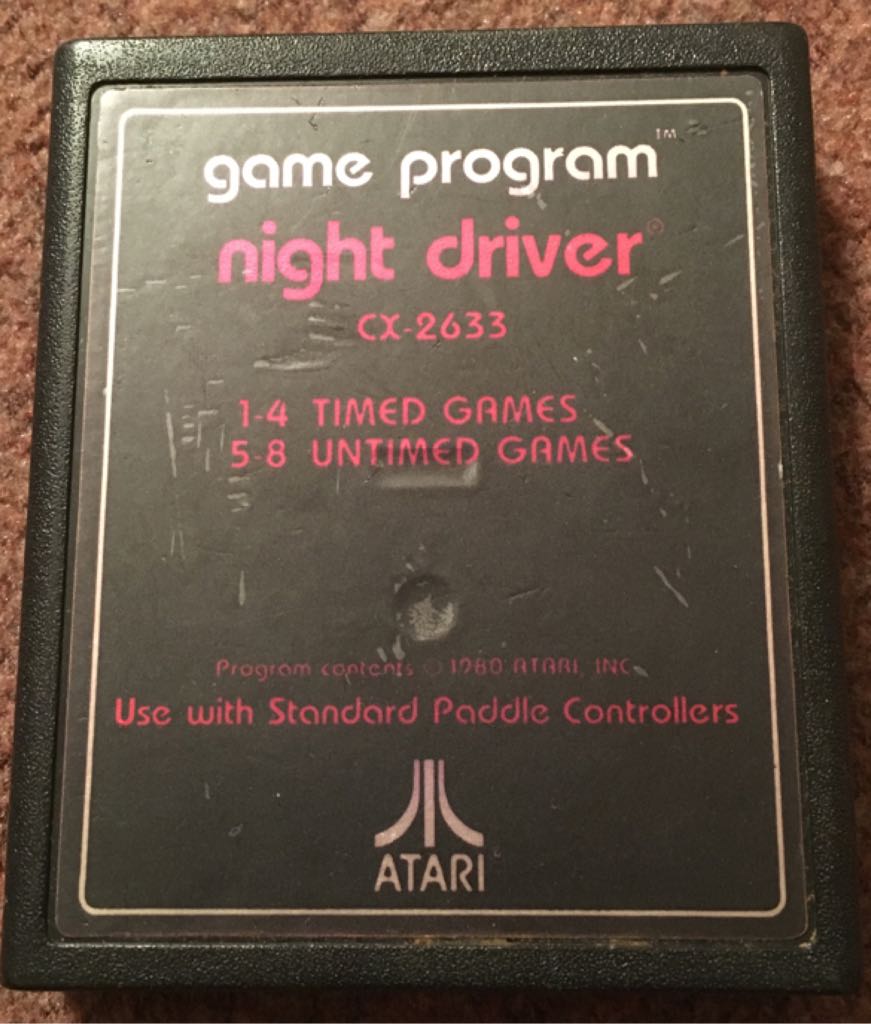 game program™
night driver®
CX-2633
1-4 TIMED GAMES
5-8 UNTIMED GAMES
Program contents © 1980 ATARI, INC.
Use with Standard Paddle Controllers
ATARI